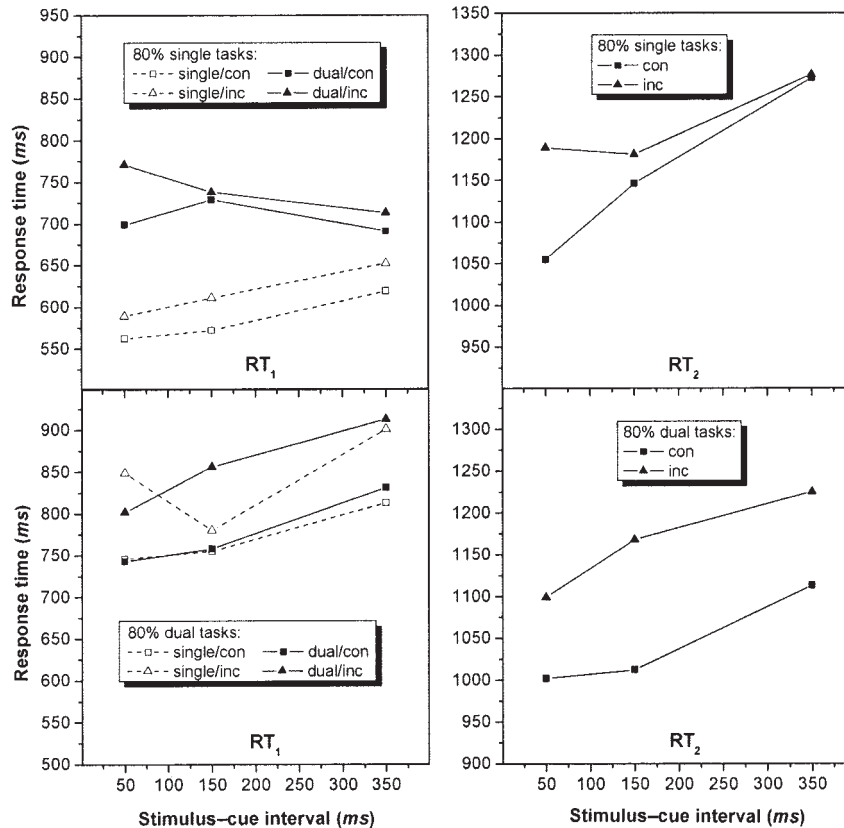 950
900
850
800
750
700
650
600
550
Response time (ms)
80% single tasks:
single/con dual/con
single/inc dual/inc
RT1
1350
1300
1250
1200
1150
1100
1050
1000
950
80% single tasks:
con
inc
RT2
900
850
800
750
700
650
600
550
500
Response time (ms)
80% dual tasks:
single/con dual/con
single/inc dual/inc
RT1
50 100 150 200 250 300 350
Stimulus–cue interval (ms)
1300
1250
1200
1150
1100
1050
1000
950
900
80% dual tasks:
con
inc
RT2
50 100 150 200 250 300 350
Stimulus–cue interval (ms)